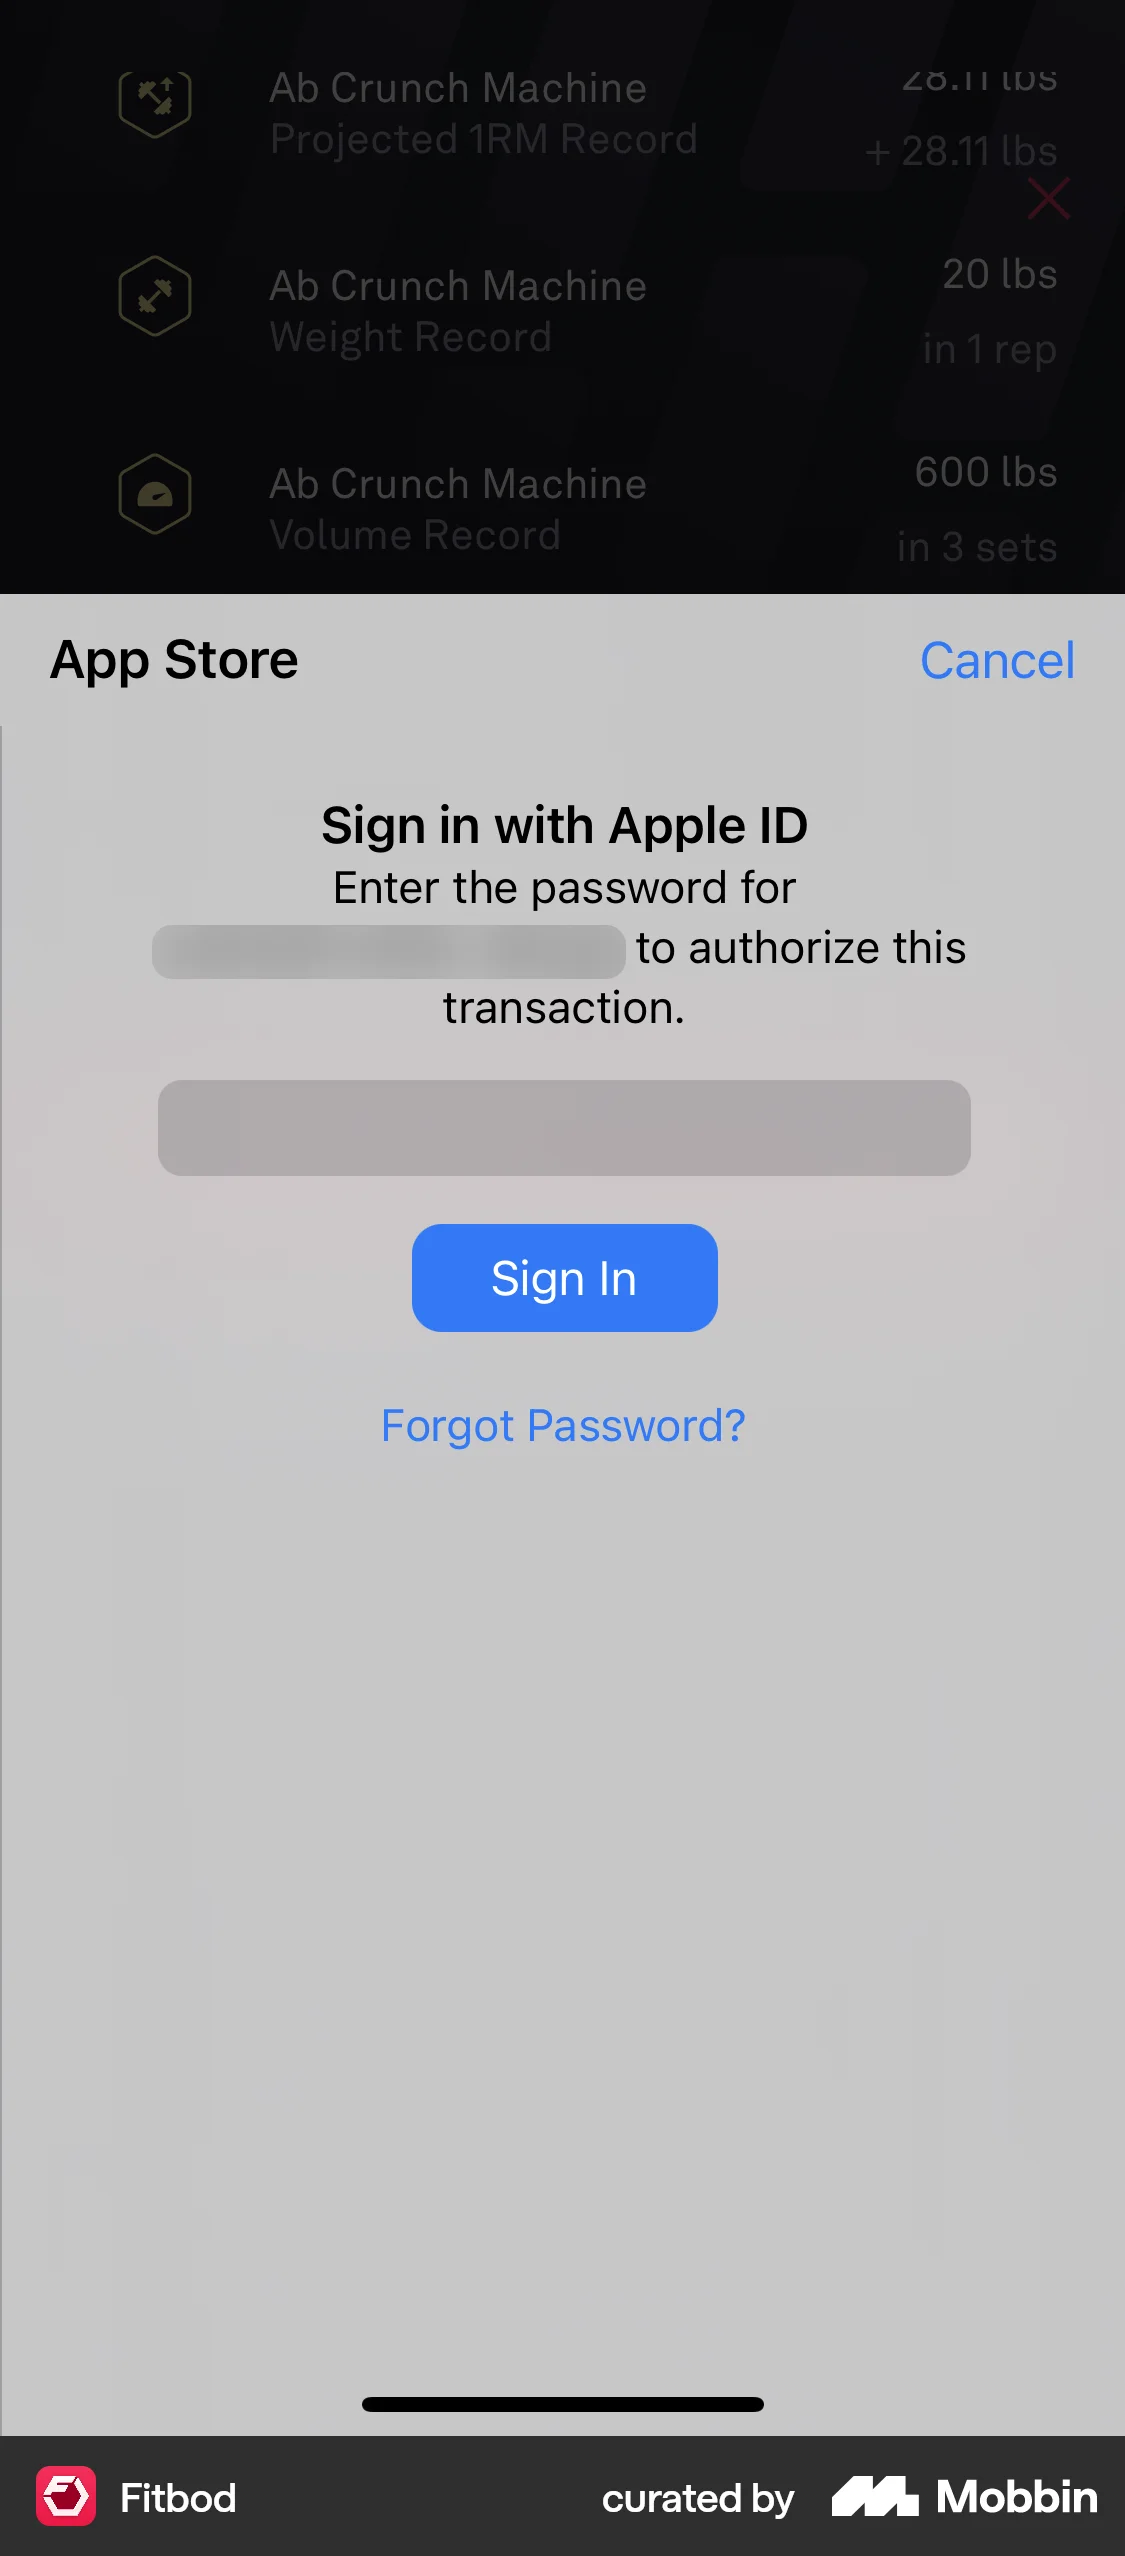 Ab Crunch Machine
28.11 lbs
Projected 1RM Record
+ 28.11 lbs
Ab Crunch Machine
20 lbs
Weight Record
in 1 rep
Ab Crunch Machine
600 lbs
Volume Record
in 3 sets
App Store
Cancel
Sign in with Apple ID
Enter the password for
to authorize this
transaction.
Sign In
Forgot Password?
Fitbod
curated by Mobbin